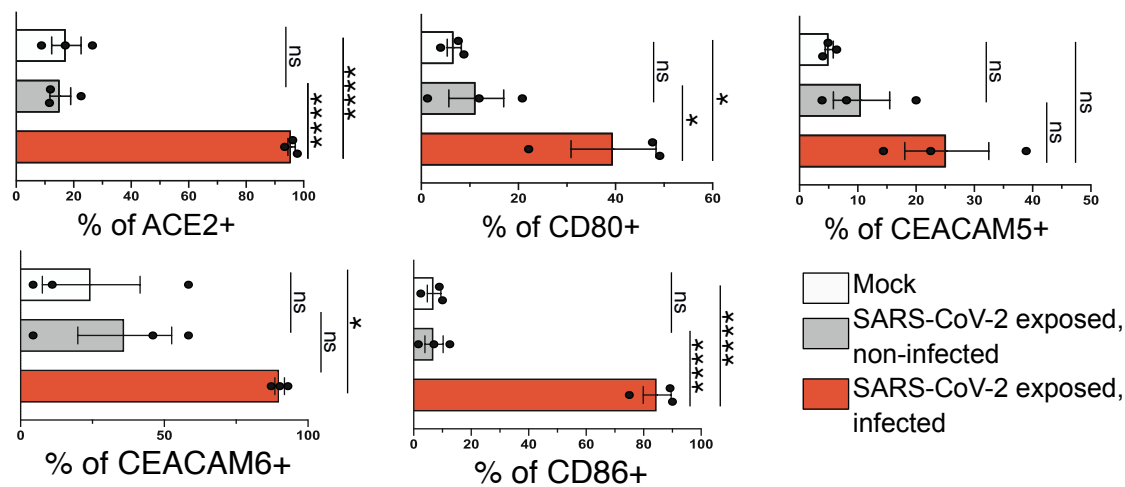 ns
****
****
0 20 40 60 80 100
% of ACE2+
ns
*
*
0 20 40 60
% of CD80+
ns
ns
ns
0 10 20 30 40 50
% of CEACAM5+
ns
ns
*
0 50 100
% of CEACAM6+
ns
****
****
0 20 40 60 80 100
% of CD86+
Mock
SARS-CoV-2 exposed,
non-infected
SARS-CoV-2 exposed,
infected